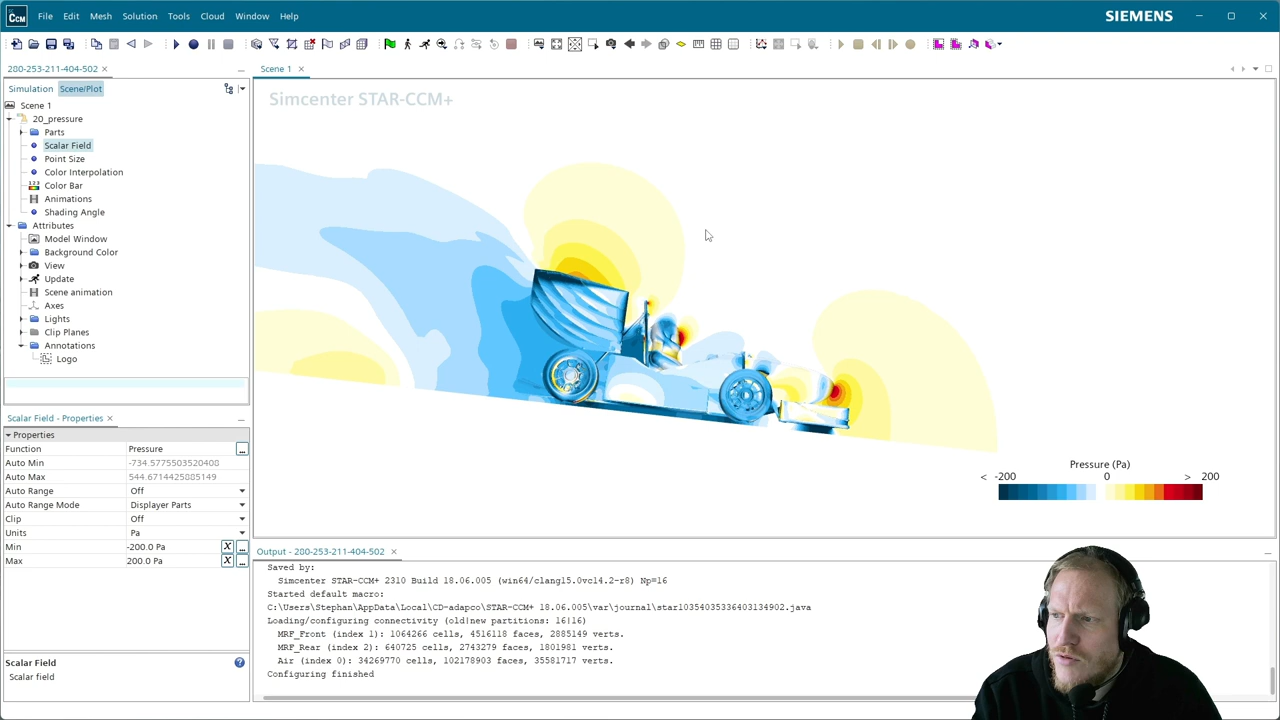 CCM File Edit Mesh Solution Tools Cloud Window Help SIEMENS
280-253-211-404-502
Scene 1
Simulation Scene/Plot
Scene 1
20_pressure
Parts
Scalar Field
Point Size
Color Interpolation
Color Bar
Animations
Shading Angle
Attributes
Model Window
Background Color
View
Update
Scene animation
Axes
Lights
Clip Planes
Annotations
Logo
Scalar Field - Properties
Properties
Function Pressure
Auto Min -734.5775503520408
Auto Max 544.6714425885149
Auto Range Off
Auto Range Mode Displayer Parts
Clip Off
Units Pa
Min -200.0 Pa
Max 200.0 Pa
Scalar Field
Scalar field
Simcenter STAR-CCM+
Pressure (Pa)
< -200 0 > 200
Output - 280-253-211-404-502
Saved by:
Simcenter STAR-CCM+ 2310 Build 18.06.005 (win64/clang15.0vc14.2-r8) Np=16
Started default macro:
C:\Users\Stephan\AppData\Local\CD-adapco\STAR-CCM+ 18.06.005\var\journal\star10354035336403134902.java
Loading/configuring connectivity (old|new partitions: 16|16)
MRF_Front (index 1): 1064266 cells, 4516118 faces, 2885149 verts.
MRF_Rear (index 2): 640725 cells, 2743279 faces, 1801981 verts.
Air (index 0): 34269770 cells, 102178903 faces, 35581717 verts.
Configuring finished